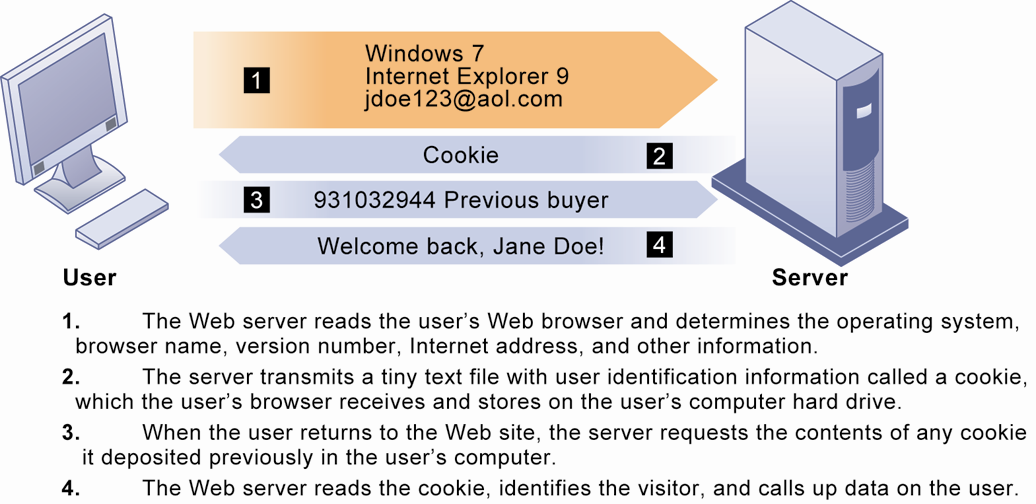 Windows 7
1 Internet Explorer 9
jdoe123@aol.com
Cookie 2
3 931032944 Previous buyer
Welcome back, Jane Doe! 4
User Server
1. The Web server reads the user's Web browser and determines the operating system,
browser name, version number, Internet address, and other information.
2. The server transmits a tiny text file with user identification information called a cookie,
which the user's browser receives and stores on the user's computer hard drive.
3. When the user returns to the Web site, the server requests the contents of any cookie
it deposited previously in the user's computer.
4. The Web server reads the cookie, identifies the visitor, and calls up data on the user.